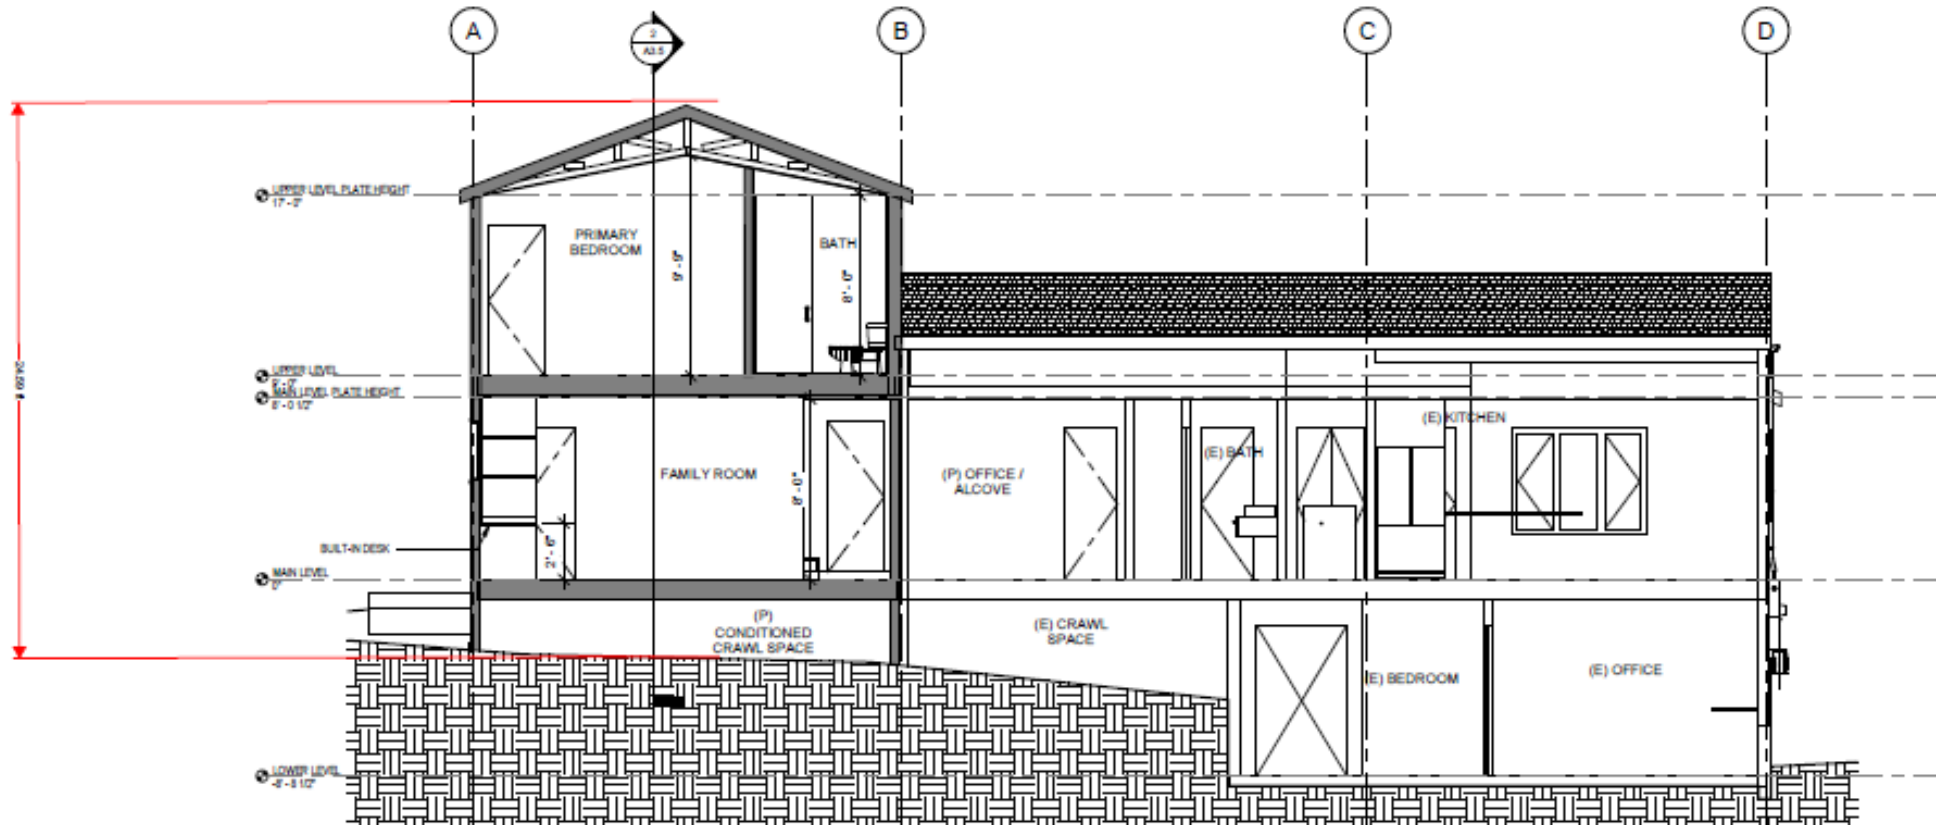 A
2
A3.5
B
C
D
UPPER LEVEL PLATE HEIGHT
17' - 0"
PRIMARY
BEDROOM
BATH
9' - 9"
8' - 0"
UPPER LEVEL
9' - 0"
MAIN LEVEL PLATE HEIGHT
8' - 0 1/2"
(E) KITCHEN
(E) BATH
FAMILY ROOM
(P) OFFICE /
ALCOVE
8' - 0"
BUILT-IN DESK
2' - 6"
MAIN LEVEL
0"
(P)
CONDITIONED
CRAWL SPACE
(E) CRAWL
SPACE
(E) BEDROOM
(E) OFFICE
LOWER LEVEL
-8' - 8 1/2"